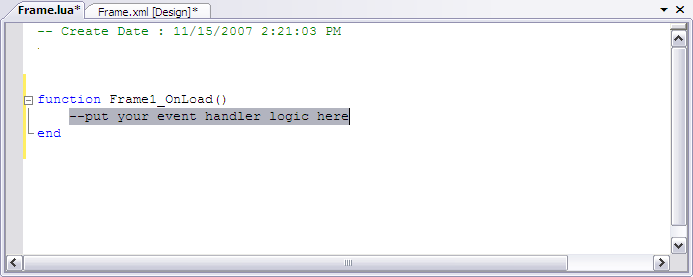 Frame.lua* Frame.xml [Design]*
-- Create Date : 11/15/2007 2:21:03 PM
function Frame1_OnLoad()
--put your event handler logic here
end